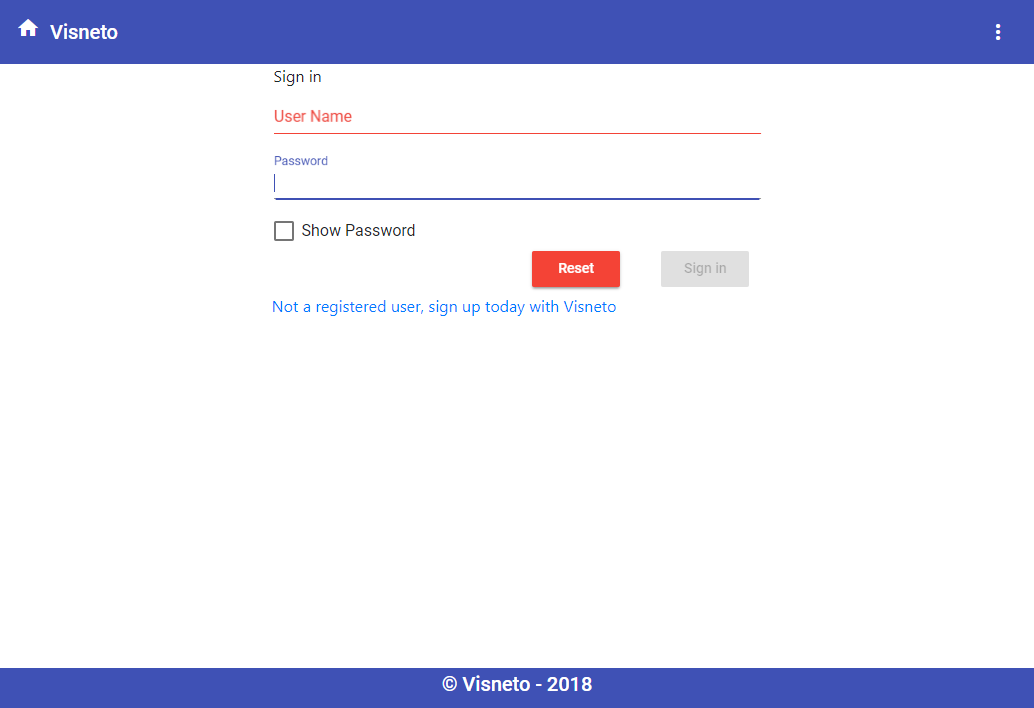 Visneto
Sign in
User Name
Password
Show Password
Reset
Sign in
Not a registered user, sign up today with Visneto
© Visneto - 2018